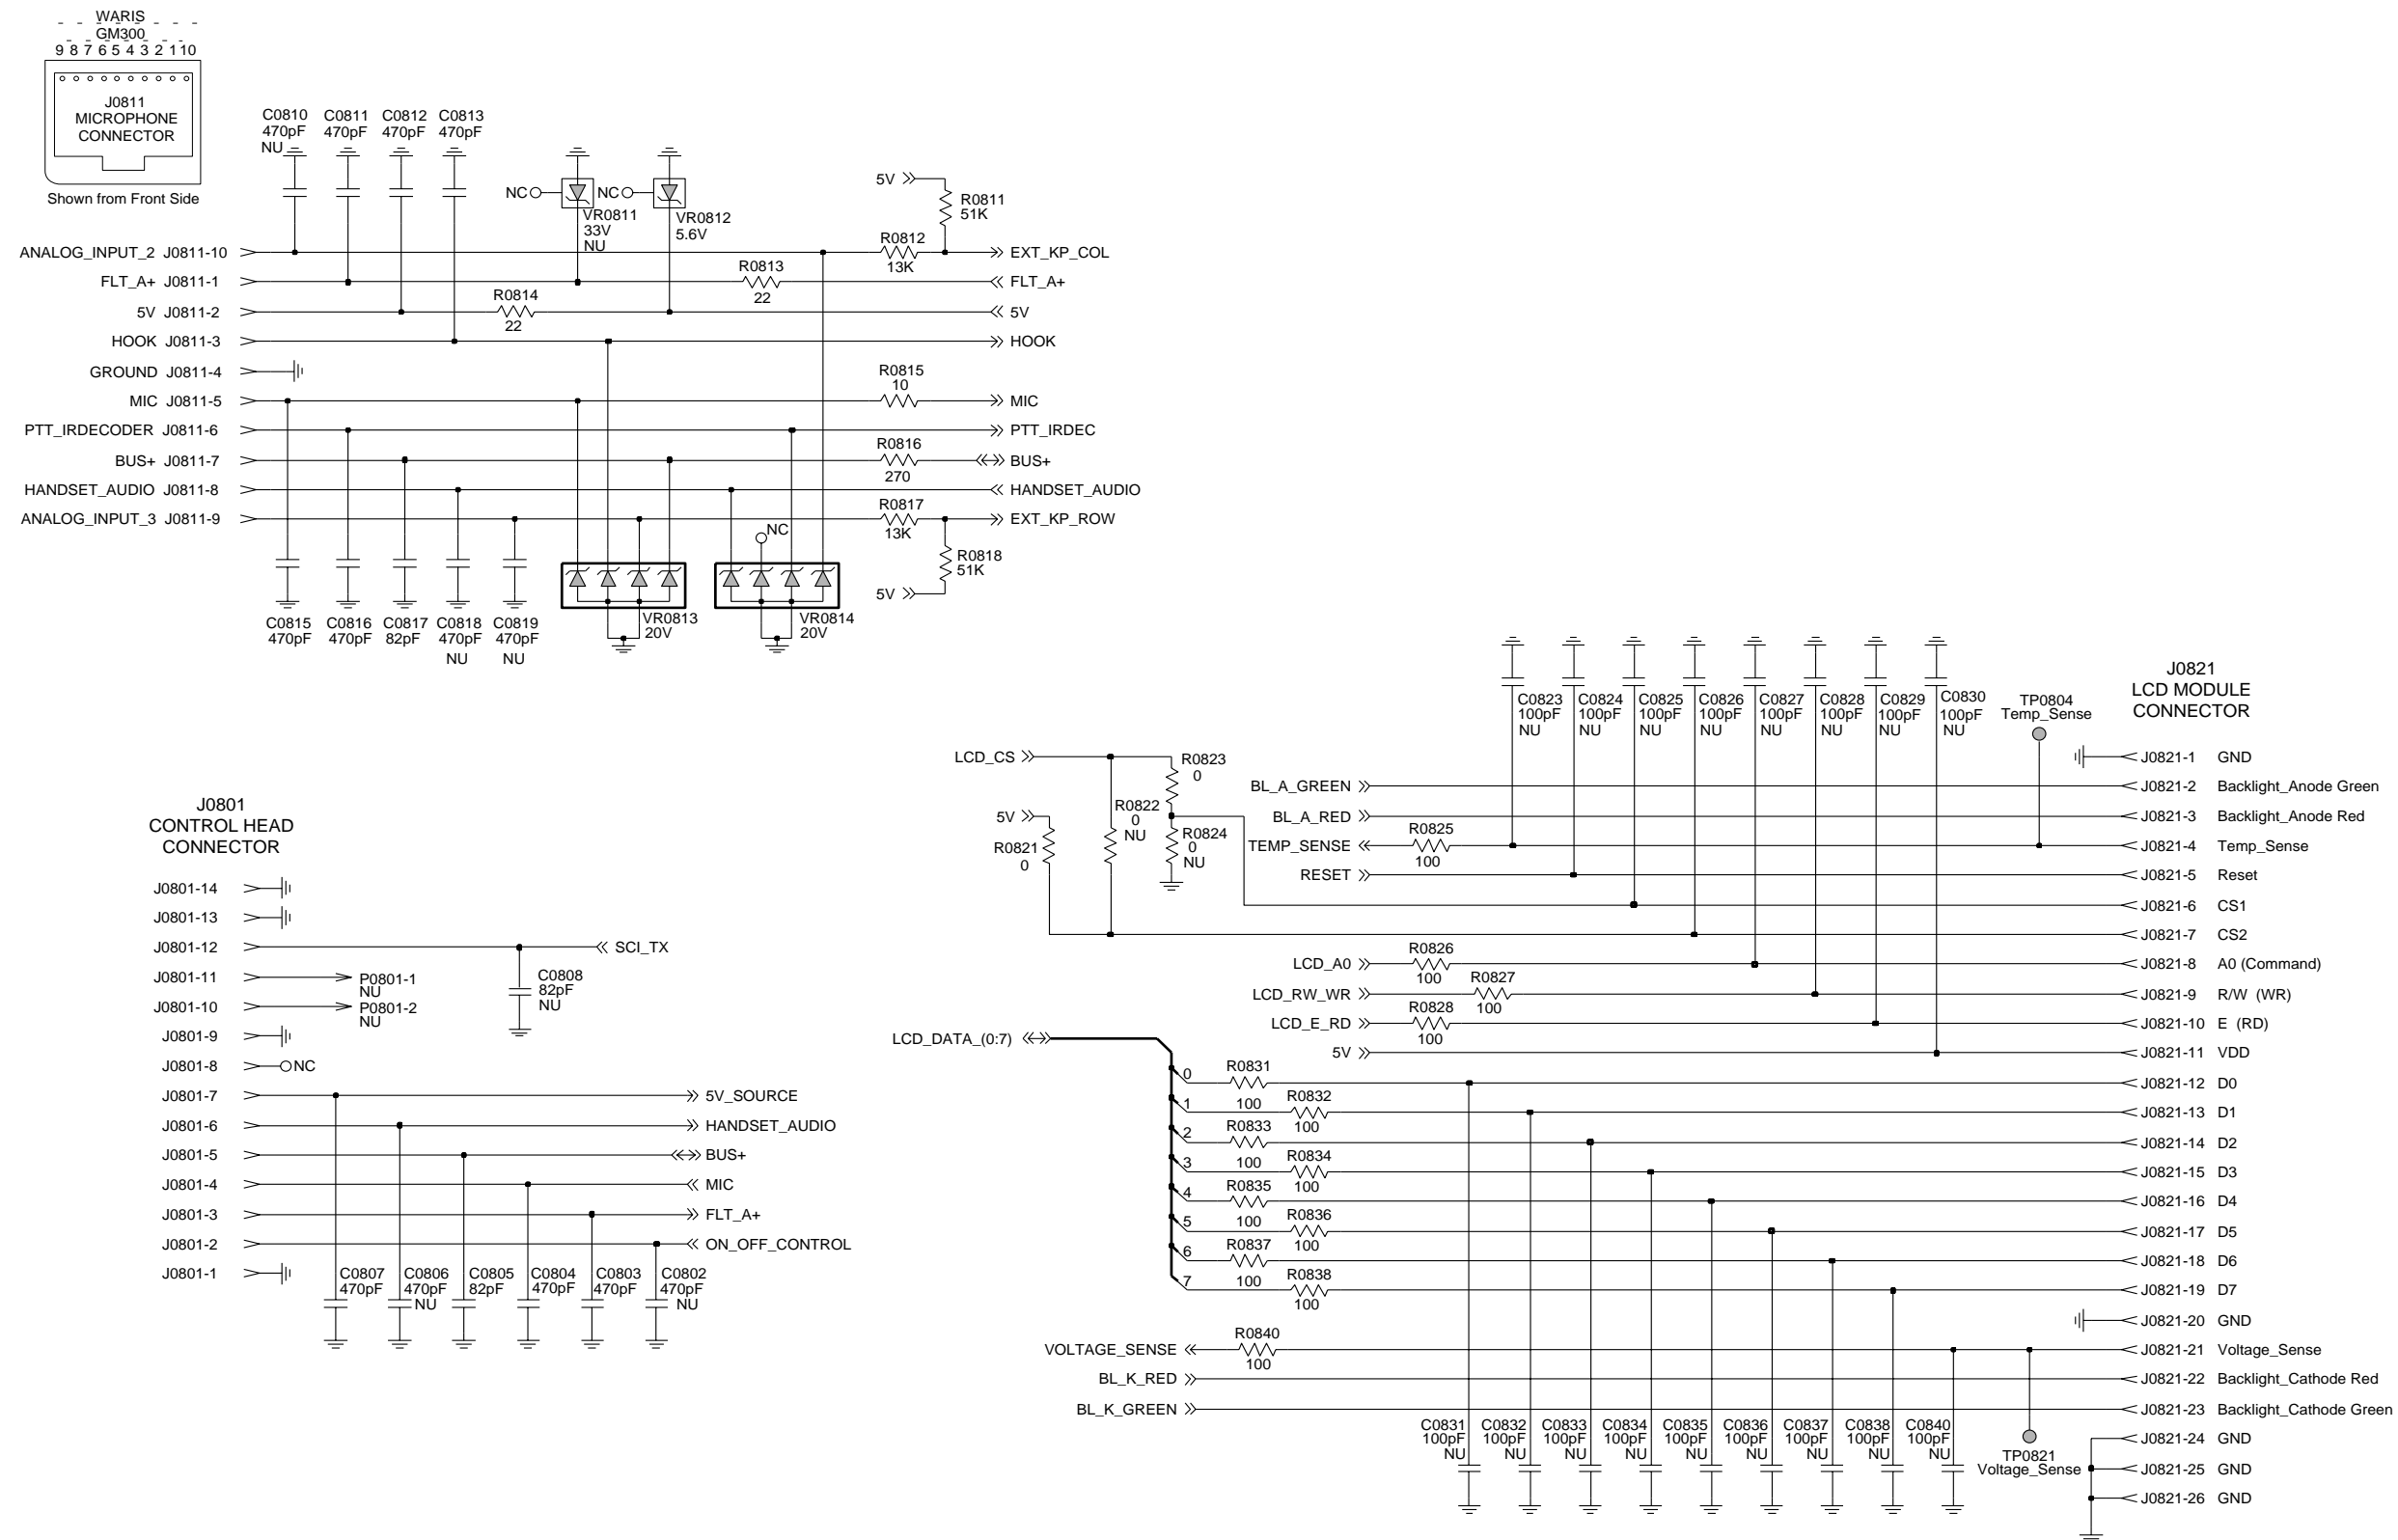 WARIS
GM300
9 8 7 6 5 4 3 2 1 10
J0811
MICROPHONE
CONNECTOR
Shown from Front Side
C0810
470pF
NU
C0811
470pF
C0812
470pF
C0813
470pF
NC
VR0811
33V
NU
NC
VR0812
5.6V
5V
R0811
51K
ANALOG_INPUT_2 J0811-10
R0812
13K
EXT_KP_COL
FLT_A+ J0811-1
R0813
22
FLT_A+
5V J0811-2
R0814
22
5V
HOOK J0811-3
HOOK
GROUND J0811-4
MIC J0811-5
R0815
10
MIC
PTT_IRDECODER J0811-6
PTT_IRDEC
BUS+ J0811-7
R0816
270
BUS+
HANDSET_AUDIO J0811-8
HANDSET_AUDIO
ANALOG_INPUT_3 J0811-9
R0817
13K
EXT_KP_ROW
NC
R0818
51K
5V
C0815
470pF
C0816
470pF
C0817
82pF
C0818
470pF
NU
C0819
470pF
NU
VR0813
20V
VR0814
20V
J0801
CONTROL HEAD
CONNECTOR
J0801-14
J0801-13
J0801-12
SCI_TX
C0808
82pF
NU
J0801-11
P0801-1
NU
J0801-10
P0801-2
NU
J0801-9
J0801-8
NC
J0801-7
5V_SOURCE
J0801-6
HANDSET_AUDIO
J0801-5
BUS+
J0801-4
MIC
J0801-3
FLT_A+
J0801-2
ON_OFF_CONTROL
J0801-1
C0807
470pF
C0806
470pF
NU
C0805
82pF
C0804
470pF
C0803
470pF
C0802
470pF
NU
C0823
100pF
NU
C0824
100pF
NU
C0825
100pF
NU
C0826
100pF
NU
C0827
100pF
NU
C0828
100pF
NU
C0829
100pF
NU
C0830
100pF
NU
TP0804
Temp_Sense
J0821
LCD MODULE
CONNECTOR
LCD_CS
R0823
0
5V
R0821
0
R0822
0
NU
R0824
0
NU
J0821-1 GND
BL_A_GREEN
J0821-2 Backlight_Anode Green
BL_A_RED
J0821-3 Backlight_Anode Red
TEMP_SENSE
R0825
100
J0821-4 Temp_Sense
RESET
J0821-5 Reset
J0821-6 CS1
J0821-7 CS2
LCD_A0
R0826
100
J0821-8 A0 (Command)
LCD_RW_WR
R0827
100
J0821-9 R/W (WR)
LCD_E_RD
R0828
100
J0821-10 E (RD)
5V
J0821-11 VDD
LCD_DATA_(0:7)
0
R0831
100
J0821-12 D0
1
R0832
100
J0821-13 D1
2
R0833
100
J0821-14 D2
3
R0834
100
J0821-15 D3
4
R0835
100
J0821-16 D4
5
R0836
100
J0821-17 D5
6
R0837
100
J0821-18 D6
7
R0838
100
J0821-19 D7
J0821-20 GND
VOLTAGE_SENSE
R0840
100
J0821-21 Voltage_Sense
BL_K_RED
J0821-22 Backlight_Cathode Red
BL_K_GREEN
J0821-23 Backlight_Cathode Green
C0831
100pF
NU
C0832
100pF
NU
C0833
100pF
NU
C0834
100pF
NU
C0835
100pF
NU
C0836
100pF
NU
C0837
100pF
NU
C0838
100pF
NU
C0840
100pF
NU
TP0821
Voltage_Sense
J0821-24 GND
J0821-25 GND
J0821-26 GND